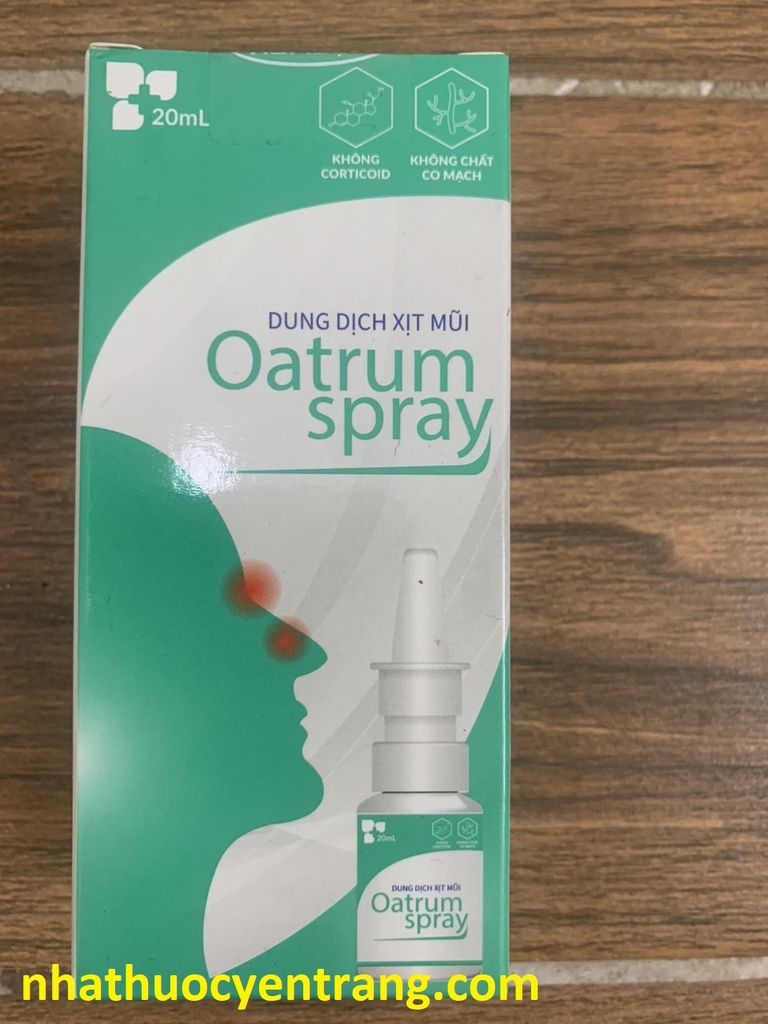 20mL
KHÔNG
CORTICOID
KHÔNG CHẤT
CO MẠCH
DUNG DỊCH XỊT MŨI
Oatrum
spray
20mL
DUNG DỊCH XỊT MŨI
Oatrum
spray
nhathuocyentrang.com